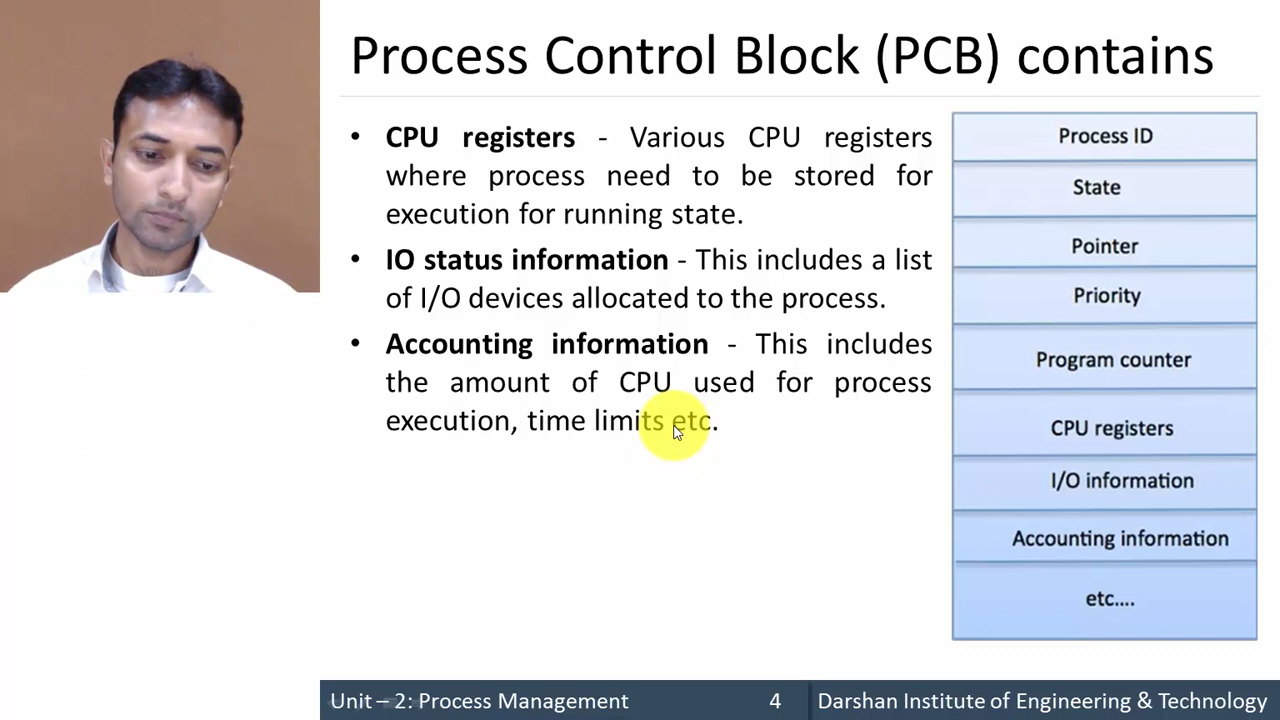 Process Control Block (PCB) contains
• CPU registers - Various CPU registers
where process need to be stored for
execution for running state.
• IO status information - This includes a list
of I/O devices allocated to the process.
• Accounting information - This includes
the amount of CPU used for process
execution, time limits etc.
Process ID
State
Pointer
Priority
Program counter
CPU registers
I/O information
Accounting information
etc....
Unit – 2: Process Management 4 Darshan Institute of Engineering & Technology